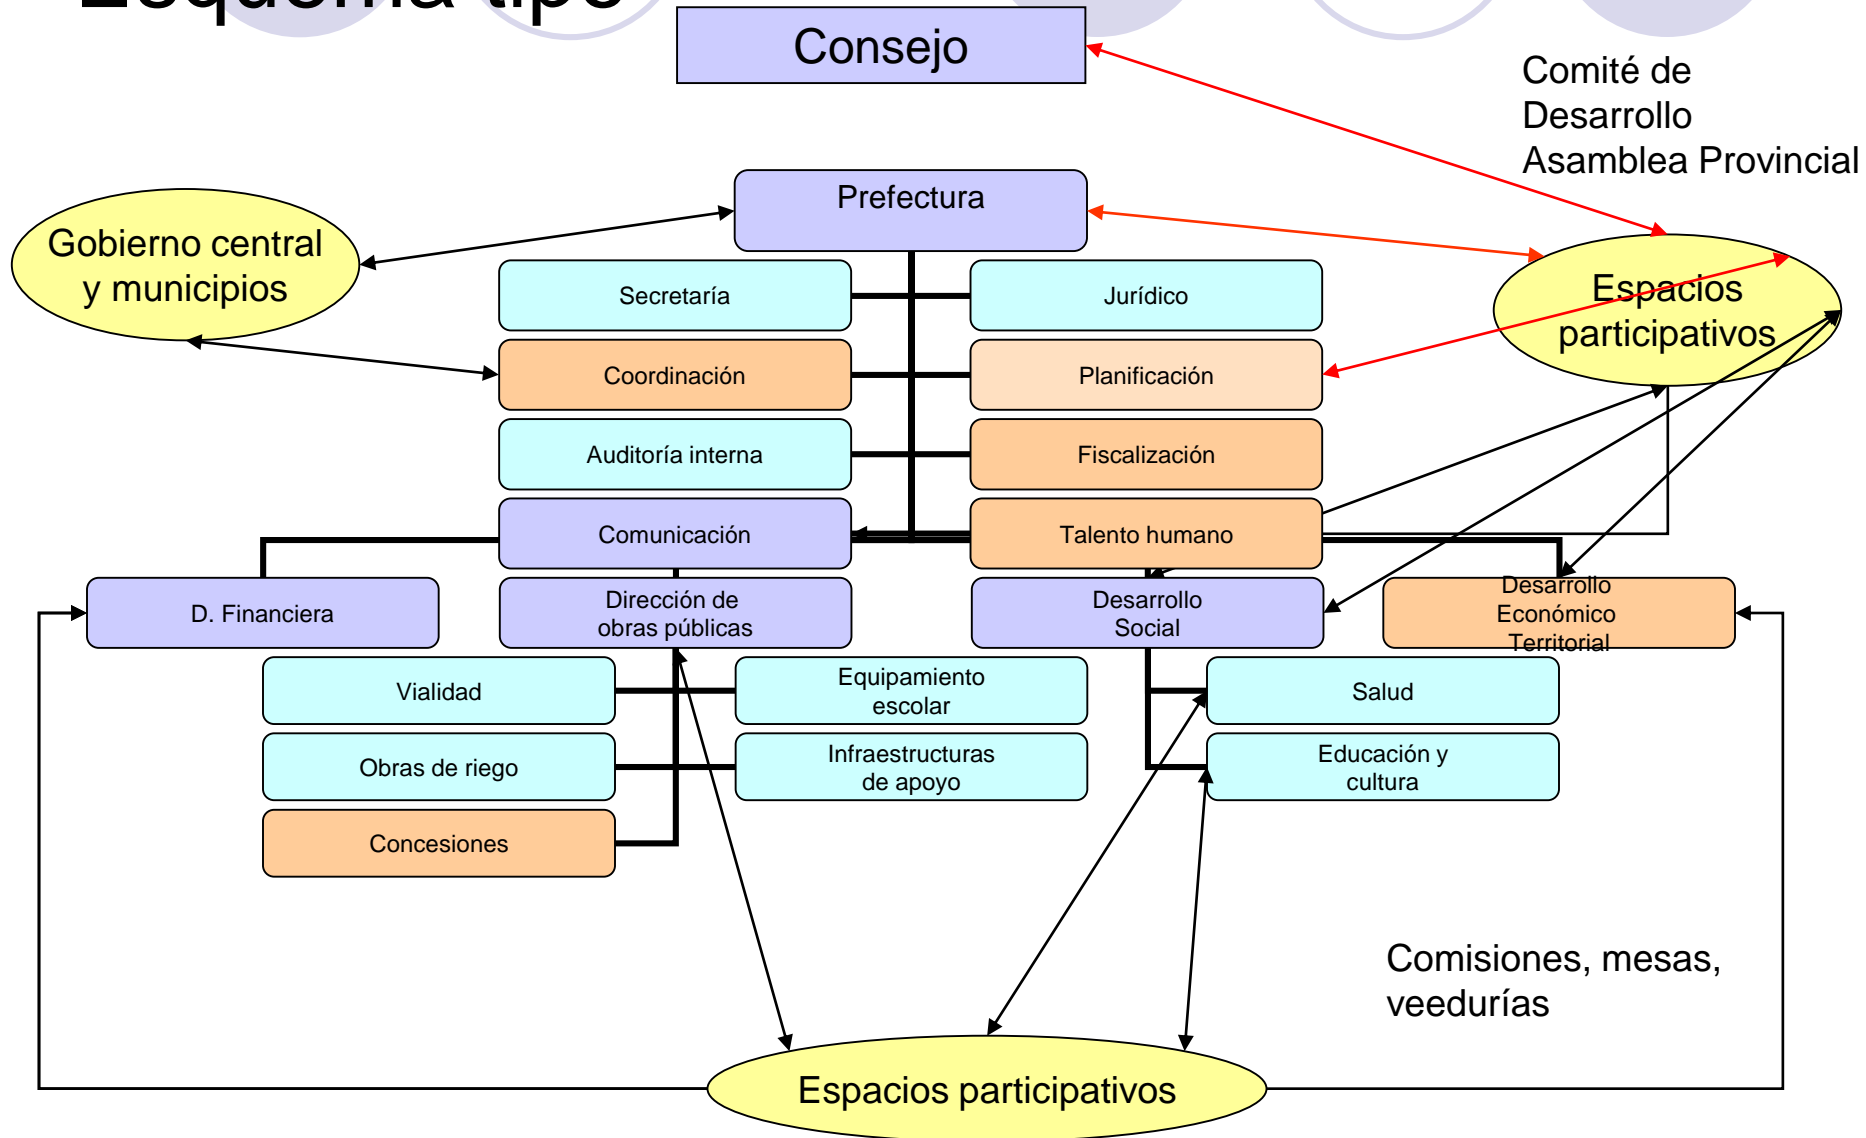 Esquema tipo
Consejo
Comité de
Desarrollo
Asamblea Provincial
Prefectura
Gobierno central
y municipios
Secretaría
Jurídico
Espacios
participativos
Coordinación
Planificación
Auditoría interna
Fiscalización
Comunicación
Talento humano
D. Financiera
Dirección de
obras públicas
Desarrollo
Social
Desarrollo
Económico
Territorial
Vialidad
Equipamiento
escolar
Salud
Obras de riego
Infraestructuras
de apoyo
Educación y
cultura
Concesiones
Comisiones, mesas,
veedurías
Espacios participativos